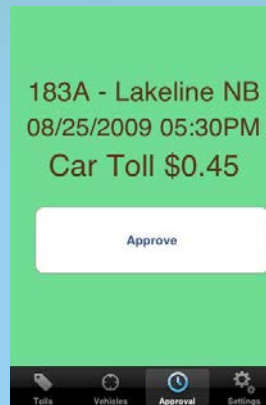 183A - Lakeline NB
08/25/2009 05:30PM
Car Toll $0.45
Approve
Tolls Vehicles Approval Settings